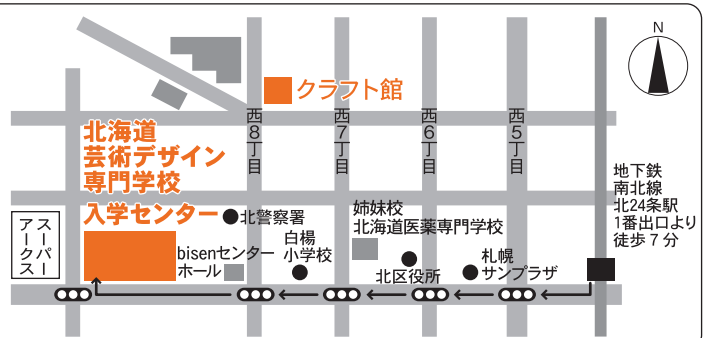 N
クラフト館
西8丁目
西7丁目
西6丁目
西5丁目
北海道
芸術デザイン
専門学校
入学センター
北警察署
bisenセンター
ホール
白楊
小学校
姉妹校
北海道医薬専門学校
北区役所
札幌
サンプラザ
地下鉄
南北線
北24条駅
1番出口より
徒歩7分
スーパー
アークス